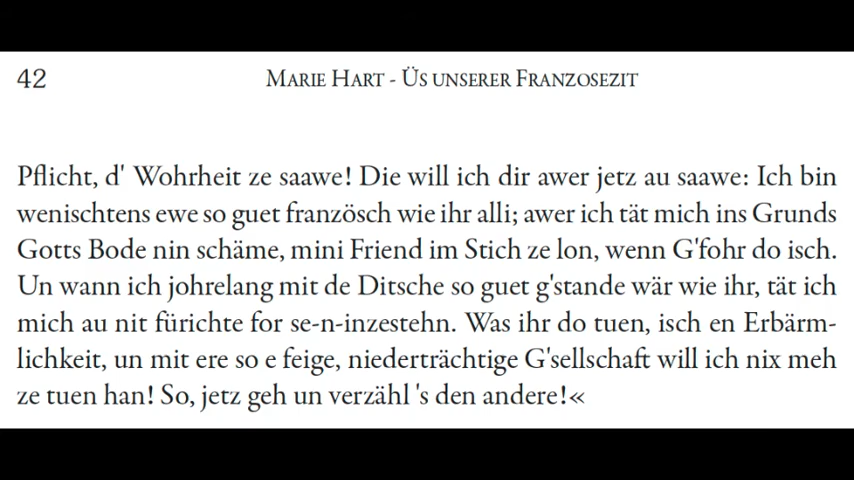 42 Marie Hart - Üs unserer Franzosezit
Pflicht, d' Wohrheit ze saawe! Die will ich dir awer jetz au saawe: Ich bin
wenischtens ewe so guet französch wie ihr alli; awer ich tät mich ins Grunds
Gotts Bode nin schäme, mini Friend im Stich ze lon, wenn G'fohr do isch.
Un wann ich johrelang mit de Ditsche so guet g'stande wär wie ihr, tät ich
mich au nit fürichte for se-n-inzestehn. Was ihr do tuen, isch en Erbärm-
lichkeit, un mit ere so e feige, niederträchtige G'sellschaft will ich nix meh
ze tuen han! So, jetz geh un verzähl 's den andere!«